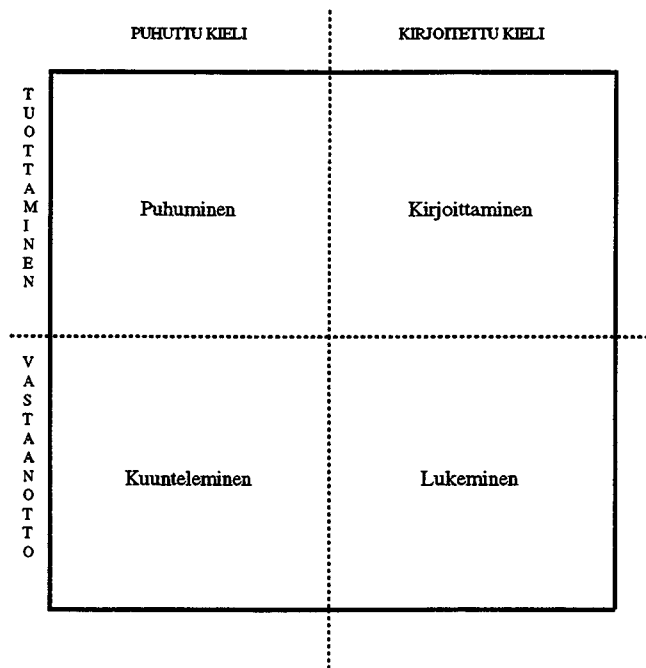 PUHUTTU KIELI
KIRJOITETTU KIELI
TUOTTAMINEN
Puhuminen
Kirjoittaminen
VASTAANOTTO
Kuunteleminen
Lukeminen